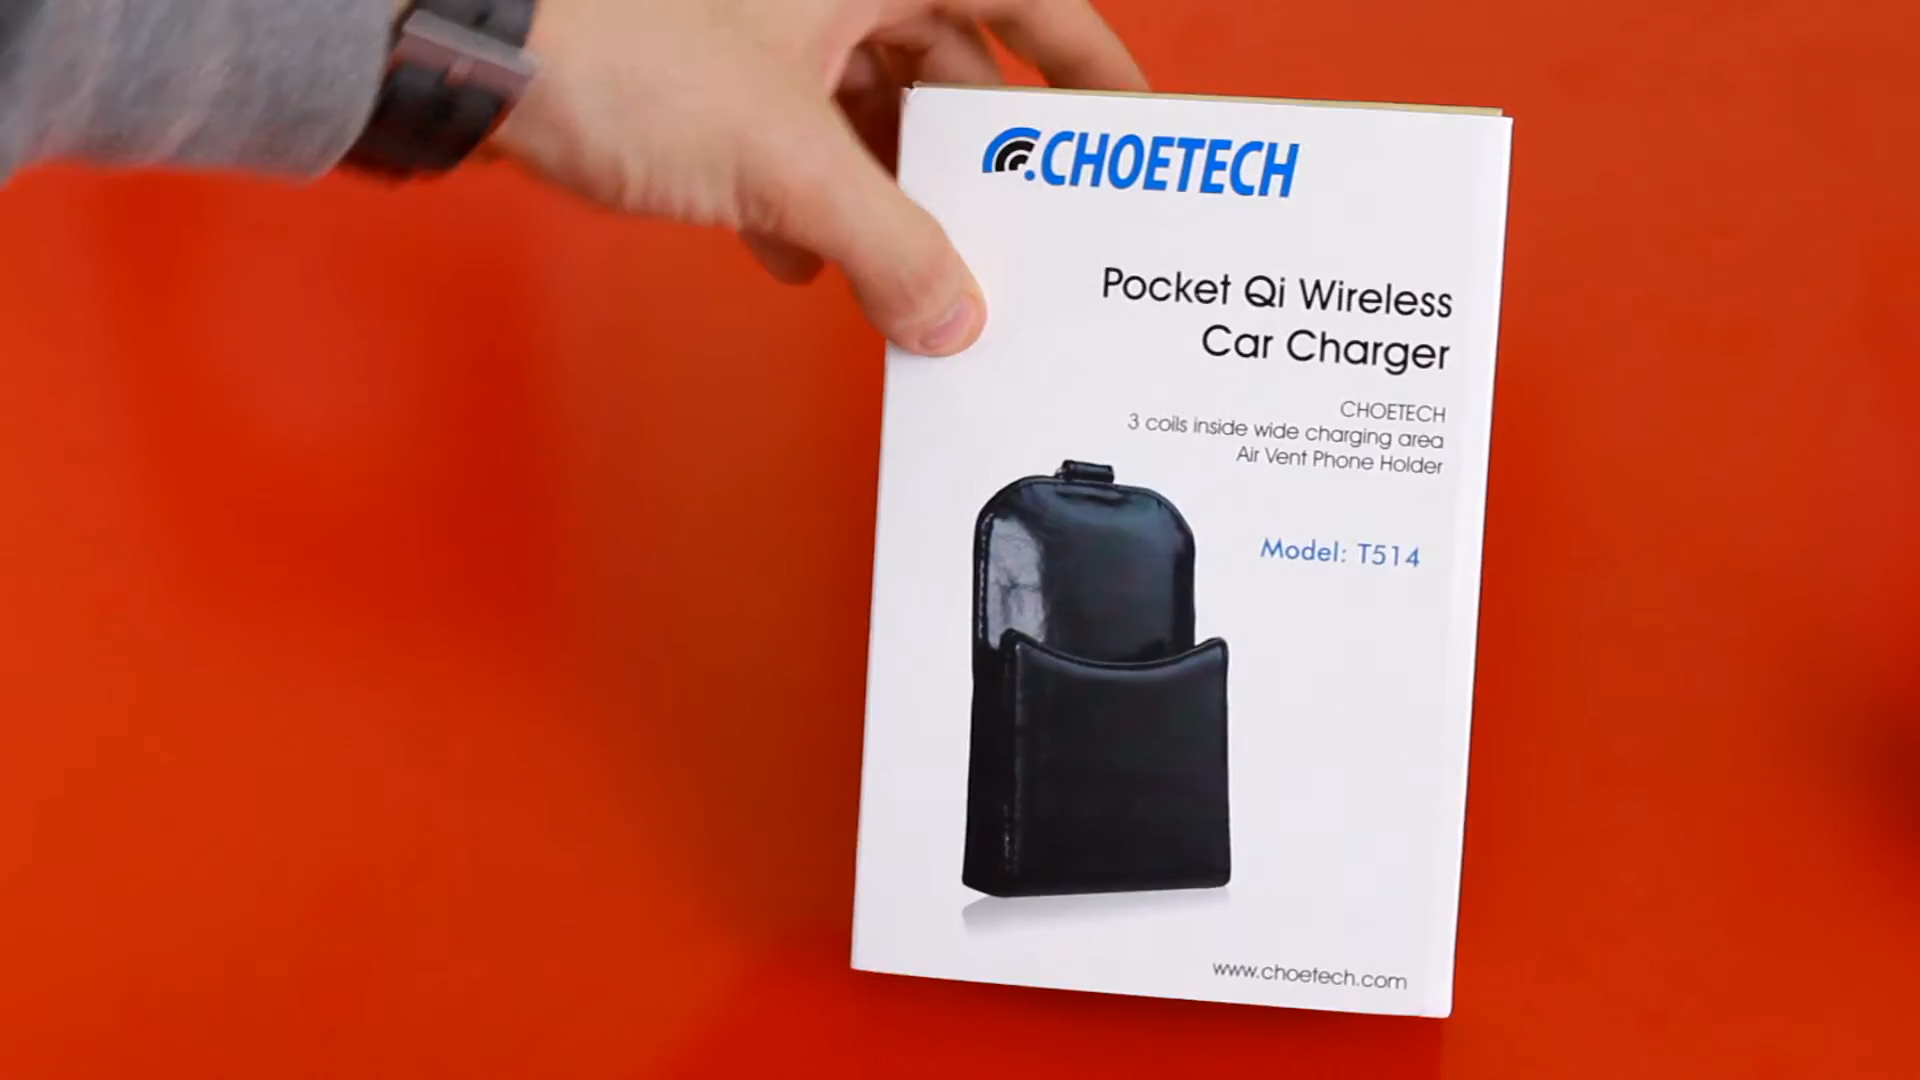 CHOETECH
Pocket Qi Wireless
Car Charger
CHOETECH
3 coils inside wide charging area
Air Vent Phone Holder
Model: T514
www.choetech.com